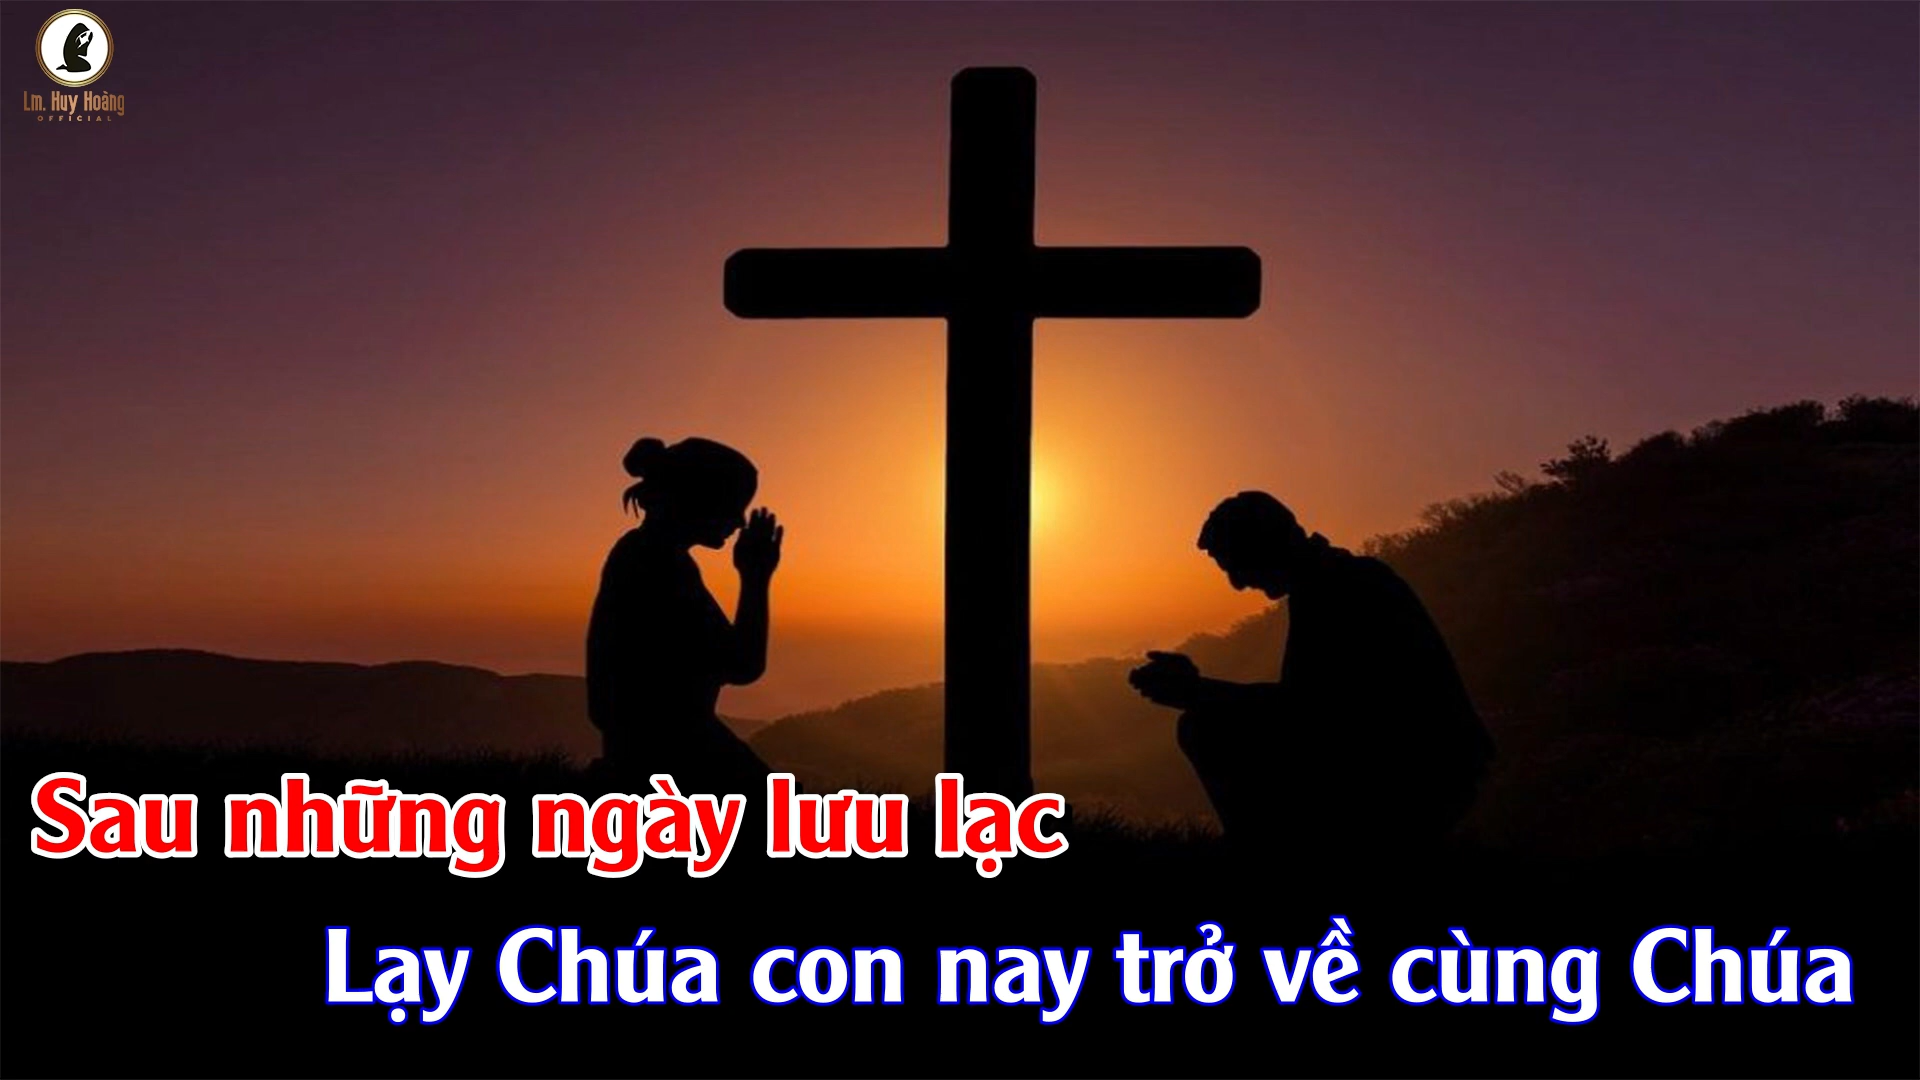 Lm. Huy Hoàng
OFFICIAL
Sau những ngày lưu lạc
Lạy Chúa con nay trở về cùng Chúa